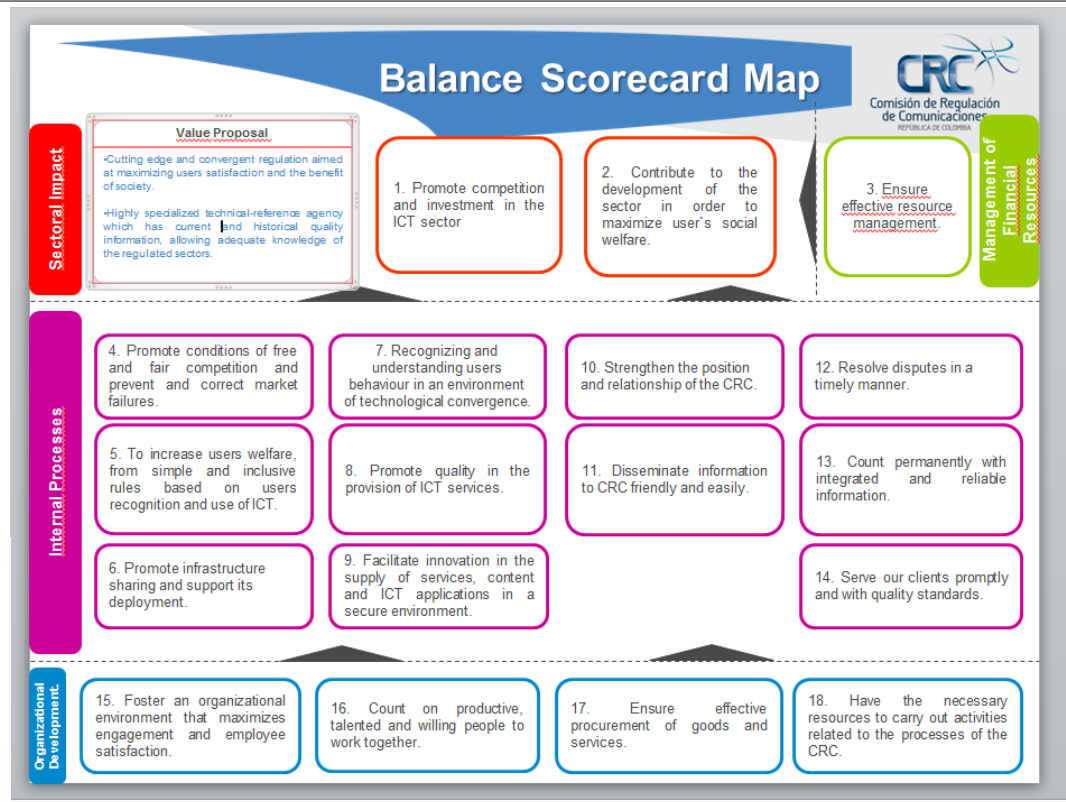 Balance Scorecard Map
CRC
Comisión de Regulación
de Comunicaciones
REPÚBLICA DE COLOMBIA
Sectoral Impact
Value Proposal
•Cutting edge and convergent regulation aimed
at maximizing users satisfaction and the benefit
of society.
•Highly specialized technical-reference agency
which has current and historical quality
information, allowing adequate knowledge of
the regulated sectors.
1. Promote competition
and investment in the
ICT sector
2. Contribute to the
development of the
sector in order to
maximize user`s social
welfare.
3. Ensure
effective resource
management.
Management of
Financial
Resources
Internal Processes
4. Promote conditions of free
and fair competition and
prevent and correct market
failures.
7. Recognizing and
understanding users
behaviour in an environment
of technological convergence.
10. Strengthen the position
and relationship of the CRC.
12. Resolve disputes in a
timely manner.
5. To increase users welfare,
from simple and inclusive
rules based on users
recognition and use of ICT.
8. Promote quality in the
provision of ICT services.
11. Disseminate information
to CRC friendly and easily.
13. Count permanently with
integrated and reliable
information.
6. Promote infrastructure
sharing and support its
deployment.
9. Facilitate innovation in the
supply of services, content
and ICT applications in a
secure environment.
14. Serve our clients promptly
and with quality standards.
Organizational
Development.
15. Foster an organizational
environment that maximizes
engagement and employee
satisfaction.
16. Count on productive,
talented and willing people to
work together.
17. Ensure effective
procurement of goods and
services.
18. Have the necessary
resources to carry out activities
related to the processes of the
CRC.